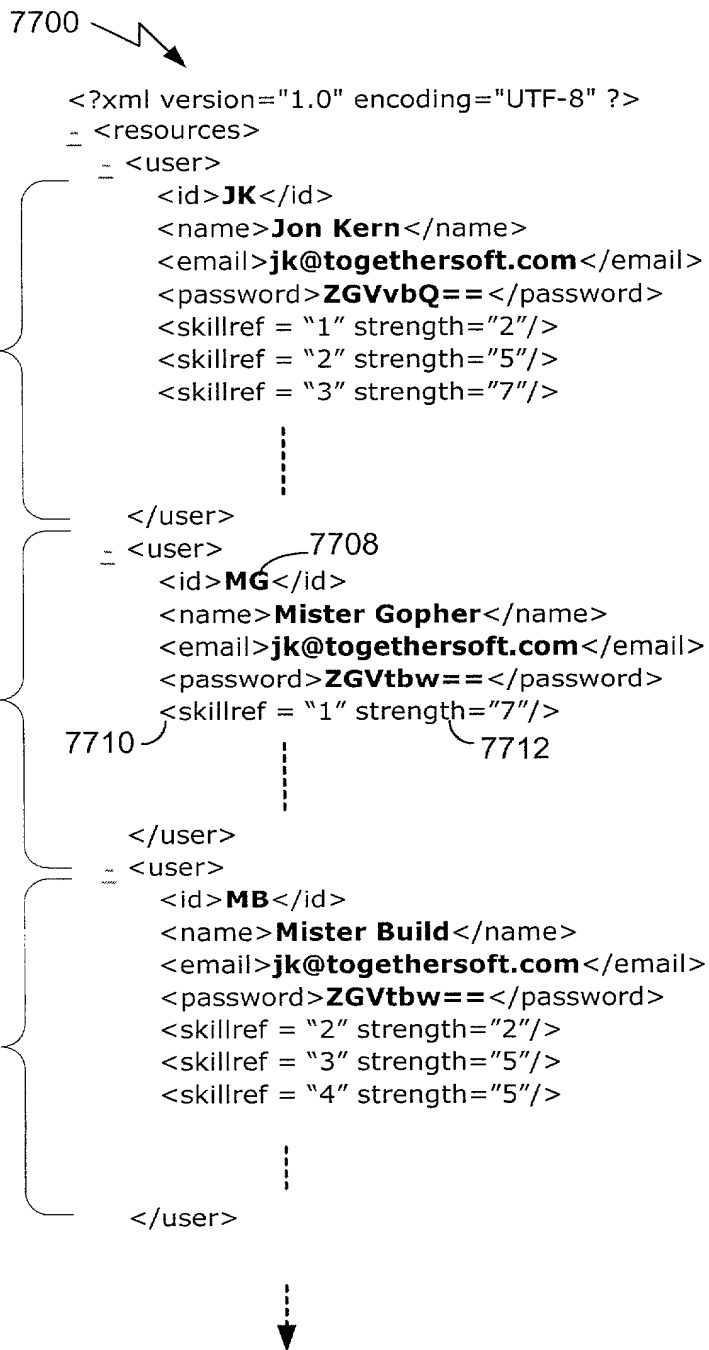 7700
<?xml version="1.0" encoding="UTF-8" ?>
- <resources>
- <user>
<id>JK</id>
<name>Jon Kern</name>
<email>jk@togethersoft.com</email>
<password>ZGVvbQ==</password>
<skillref = “1” strength=”2”/>
<skillref = “2” strength=”5”/>
<skillref = “3” strength=”7”/>
</user>
- <user>
7708
<id>MG</id>
<name>Mister Gopher</name>
<email>jk@togethersoft.com</email>
<password>ZGVtbw==</password>
<skillref = “1” strength=”7”/>
7710 7712
</user>
- <user>
<id>MB</id>
<name>Mister Build</name>
<email>jk@togethersoft.com</email>
<password>ZGVtbw==</password>
<skillref = “2” strength=”2”/>
<skillref = “3” strength=”5”/>
<skillref = “4” strength=”5”/>
</user>